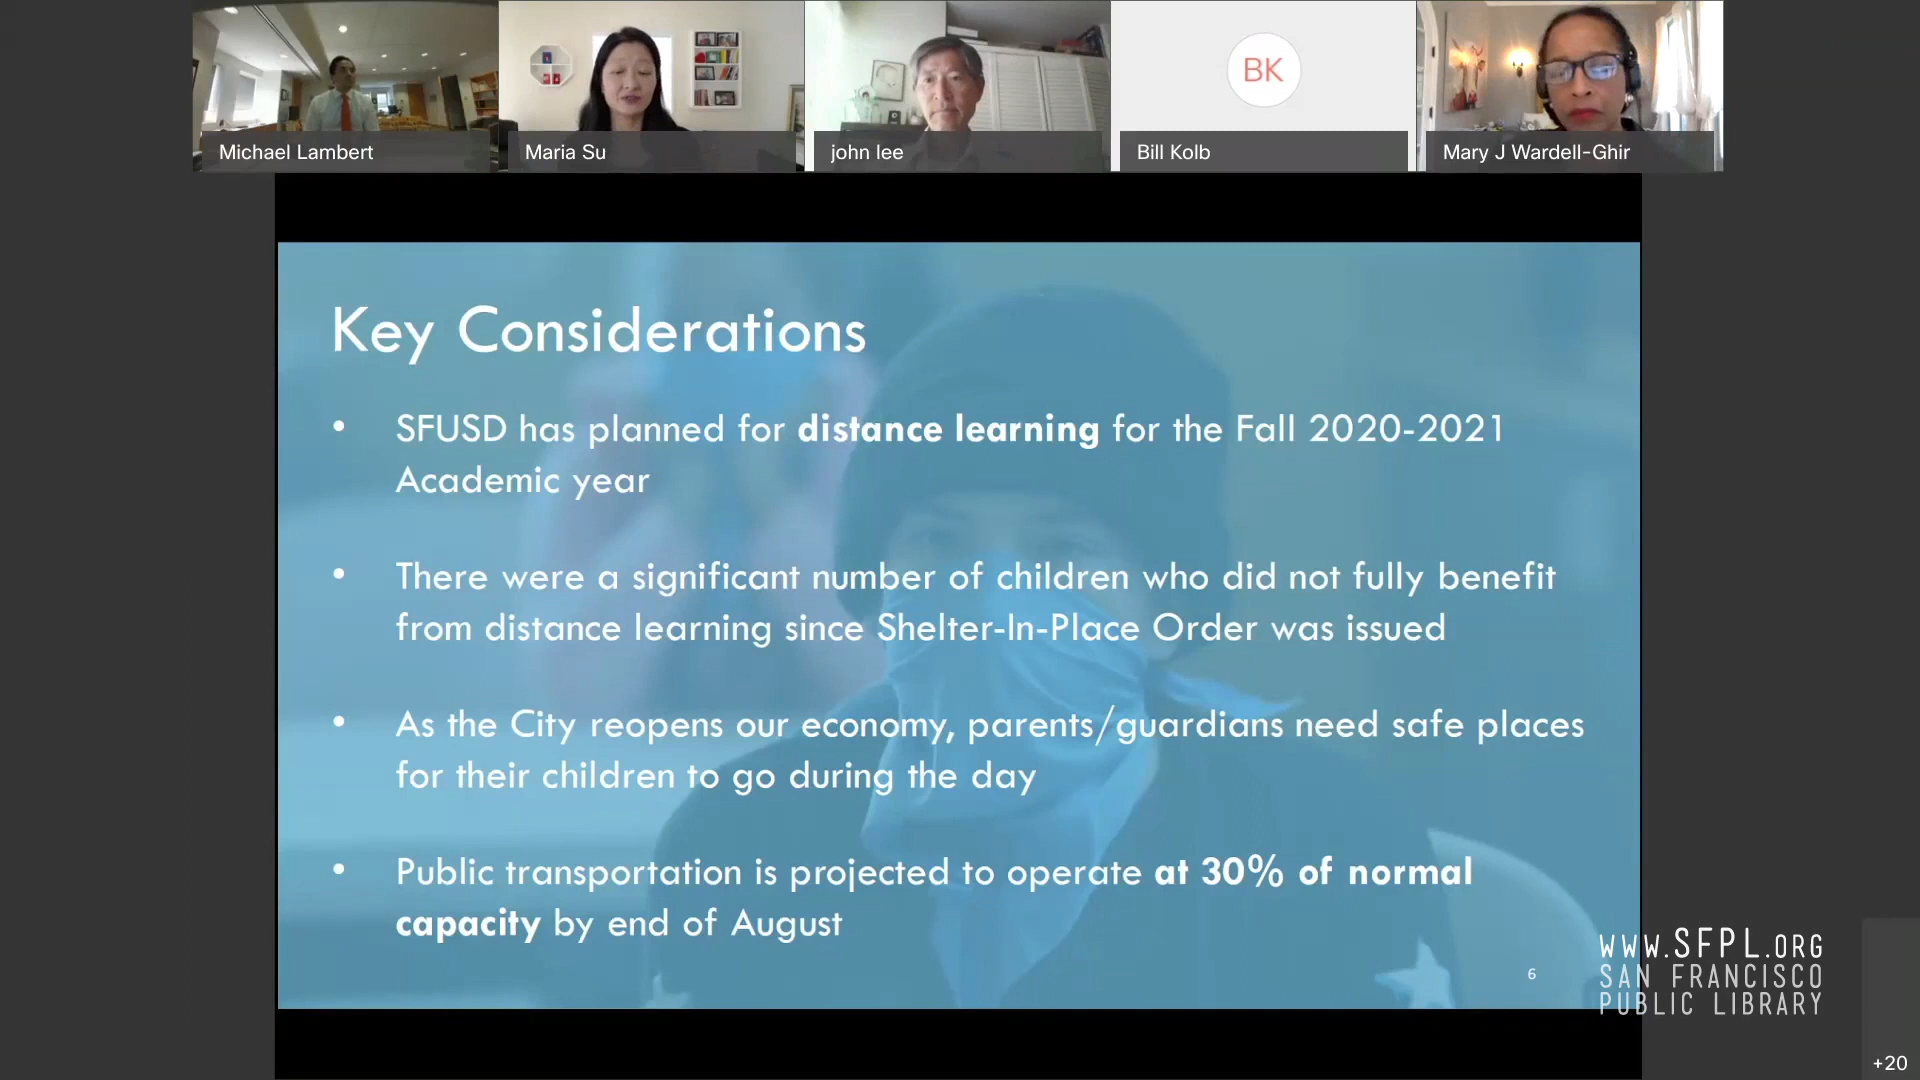 Michael Lambert
Maria Su
john lee
BK
Bill Kolb
Mary J Wardell-Ghir
Key Considerations
• SFUSD has planned for distance learning for the Fall 2020-2021
Academic year
• There were a significant number of children who did not fully benefit
from distance learning since Shelter-In-Place Order was issued
• As the City reopens our economy, parents/guardians need safe places
for their children to go during the day
• Public transportation is projected to operate at 30% of normal
capacity by end of August
6
WWW.SFPL.ORG
SAN FRANCISCO
PUBLIC LIBRARY
+20